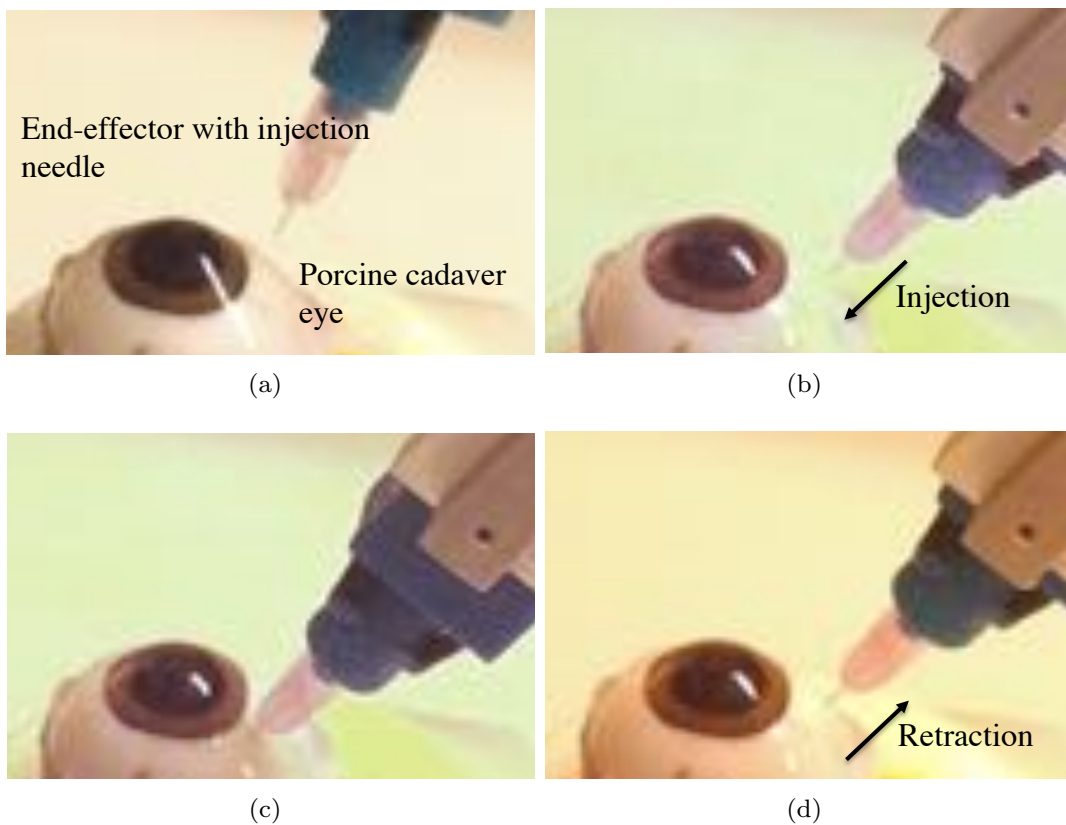 End-effector with injection
needle
Porcine cadaver
eye
(a)
Injection
(b)
(c)
Retraction
(d)